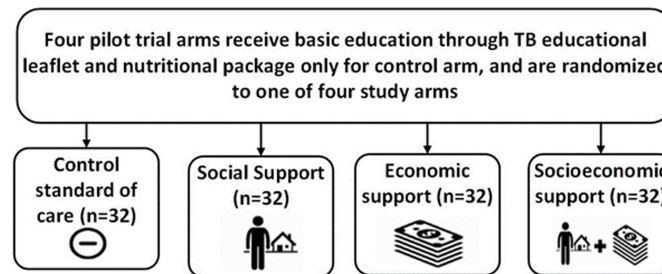 Four pilot trial arms receive basic education through TB educational
leaflet and nutritional package only for control arm, and are randomized
to one of four study arms
Control
standard of
care (n=32)
Social Support
(n=32)
Economic
support (n=32)
Socioeconomic
support (n=32)